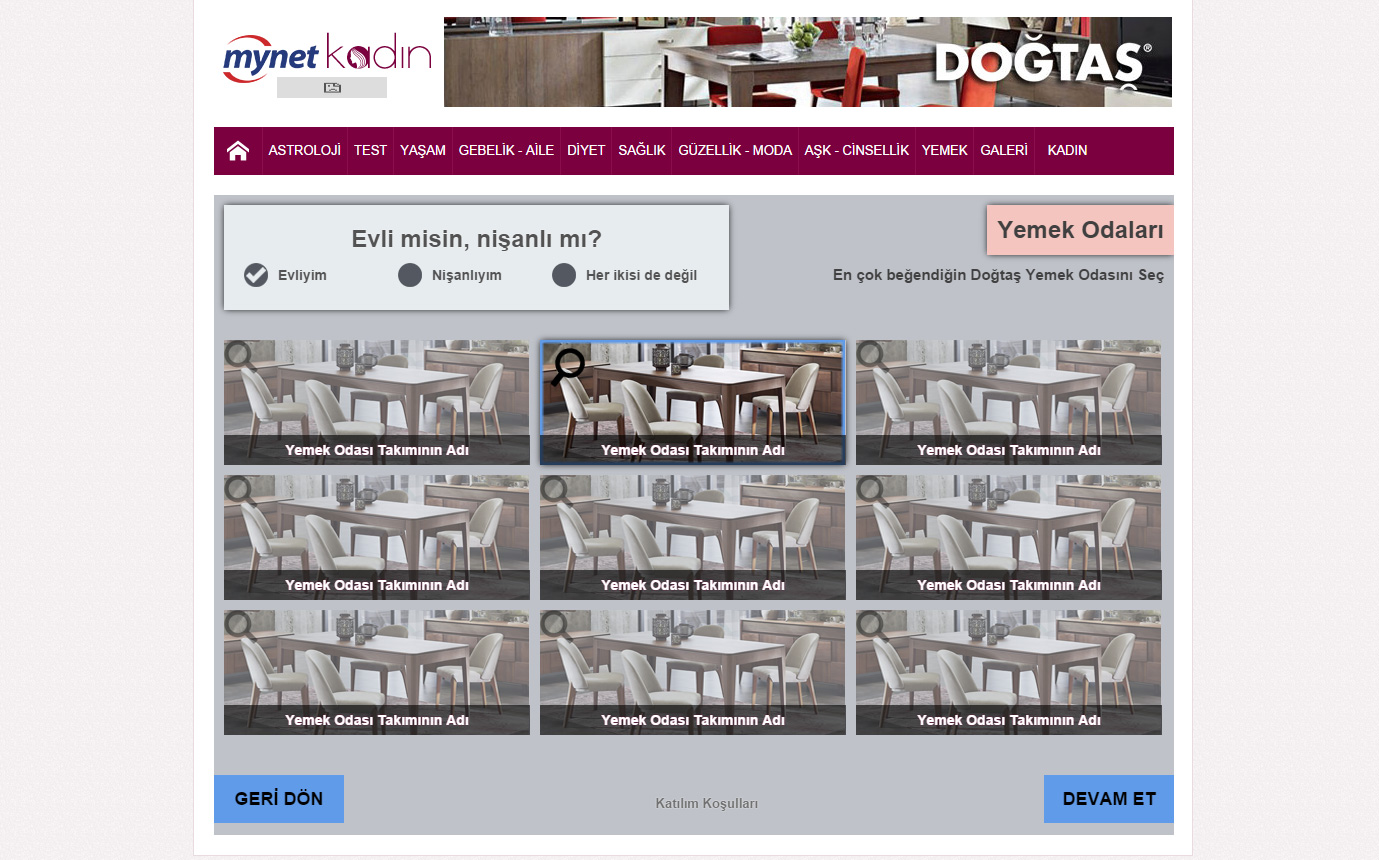 mynet kadın
DOĞTAŞ®
ASTROLOJİ TEST YAŞAM GEBELİK - AİLE DİYET SAĞLIK GÜZELLİK - MODA AŞK - CİNSELLİK YEMEK GALERİ KADIN
Evli misin, nişanlı mı?
Evliyim Nişanlıyım Her ikisi de değil
Yemek Odaları
En çok beğendiğin Doğtaş Yemek Odasını Seç
Yemek Odası Takımının Adı Yemek Odası Takımının Adı Yemek Odası Takımının Adı
Yemek Odası Takımının Adı Yemek Odası Takımının Adı Yemek Odası Takımının Adı
Yemek Odası Takımının Adı Yemek Odası Takımının Adı Yemek Odası Takımının Adı
GERİ DÖN Katılım Koşulları DEVAM ET